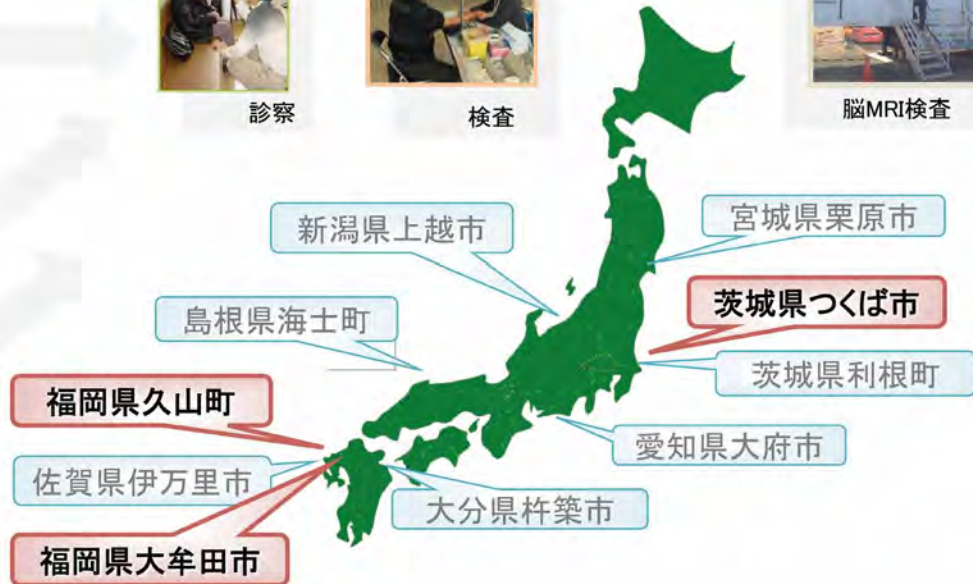 診察
検査
脳MRI検査
新潟県上越市
宮城県栗原市
島根県海士町
茨城県つくば市
茨城県利根町
福岡県久山町
愛知県大府市
佐賀県伊万里市
大分県杵築市
福岡県大牟田市